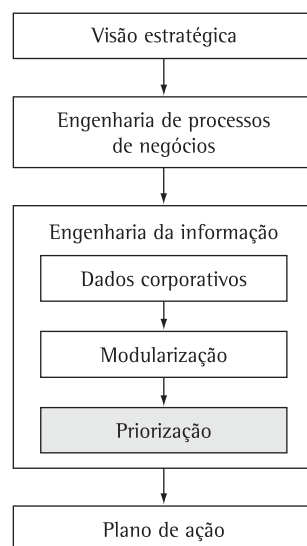 Visão estratégica
Engenharia de processos
de negócios
Engenharia da informação
Dados corporativos
Modularização
Priorização
Plano de ação